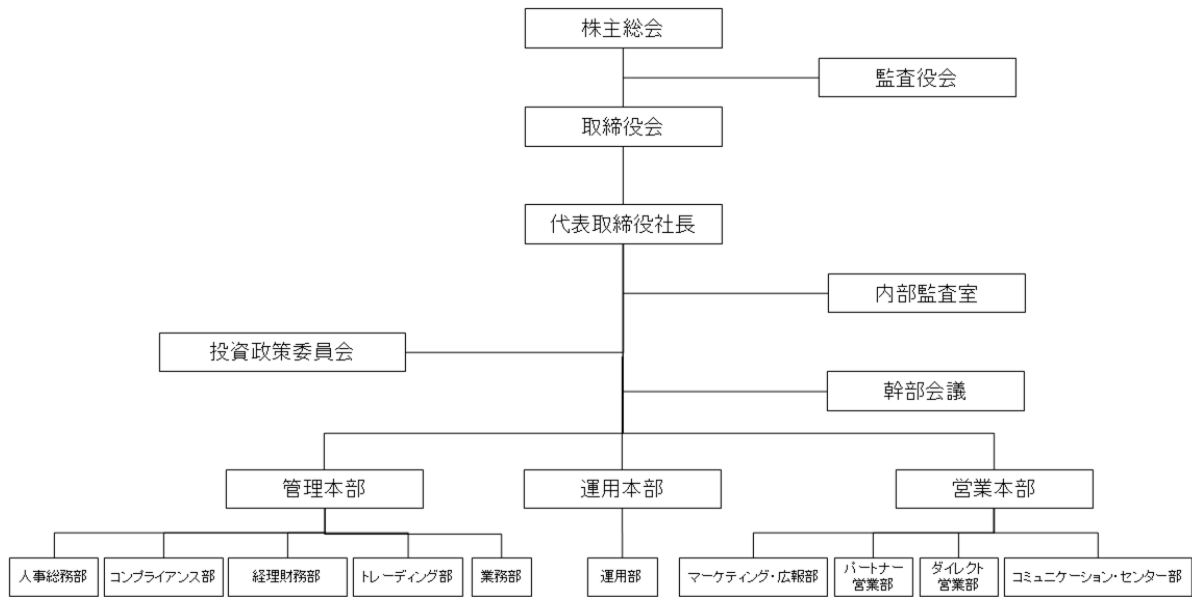 株主総会
監査役会
取締役会
代表取締役社長
内部監査室
投資政策委員会
幹部会議
管理本部
運用本部
営業本部
人事総務部
コンプライアンス部
経理財務部
トレーディング部
業務部
運用部
マーケティング・広報部
パートナー
営業部
ダイレクト
営業部
コミュニケーション・センター部